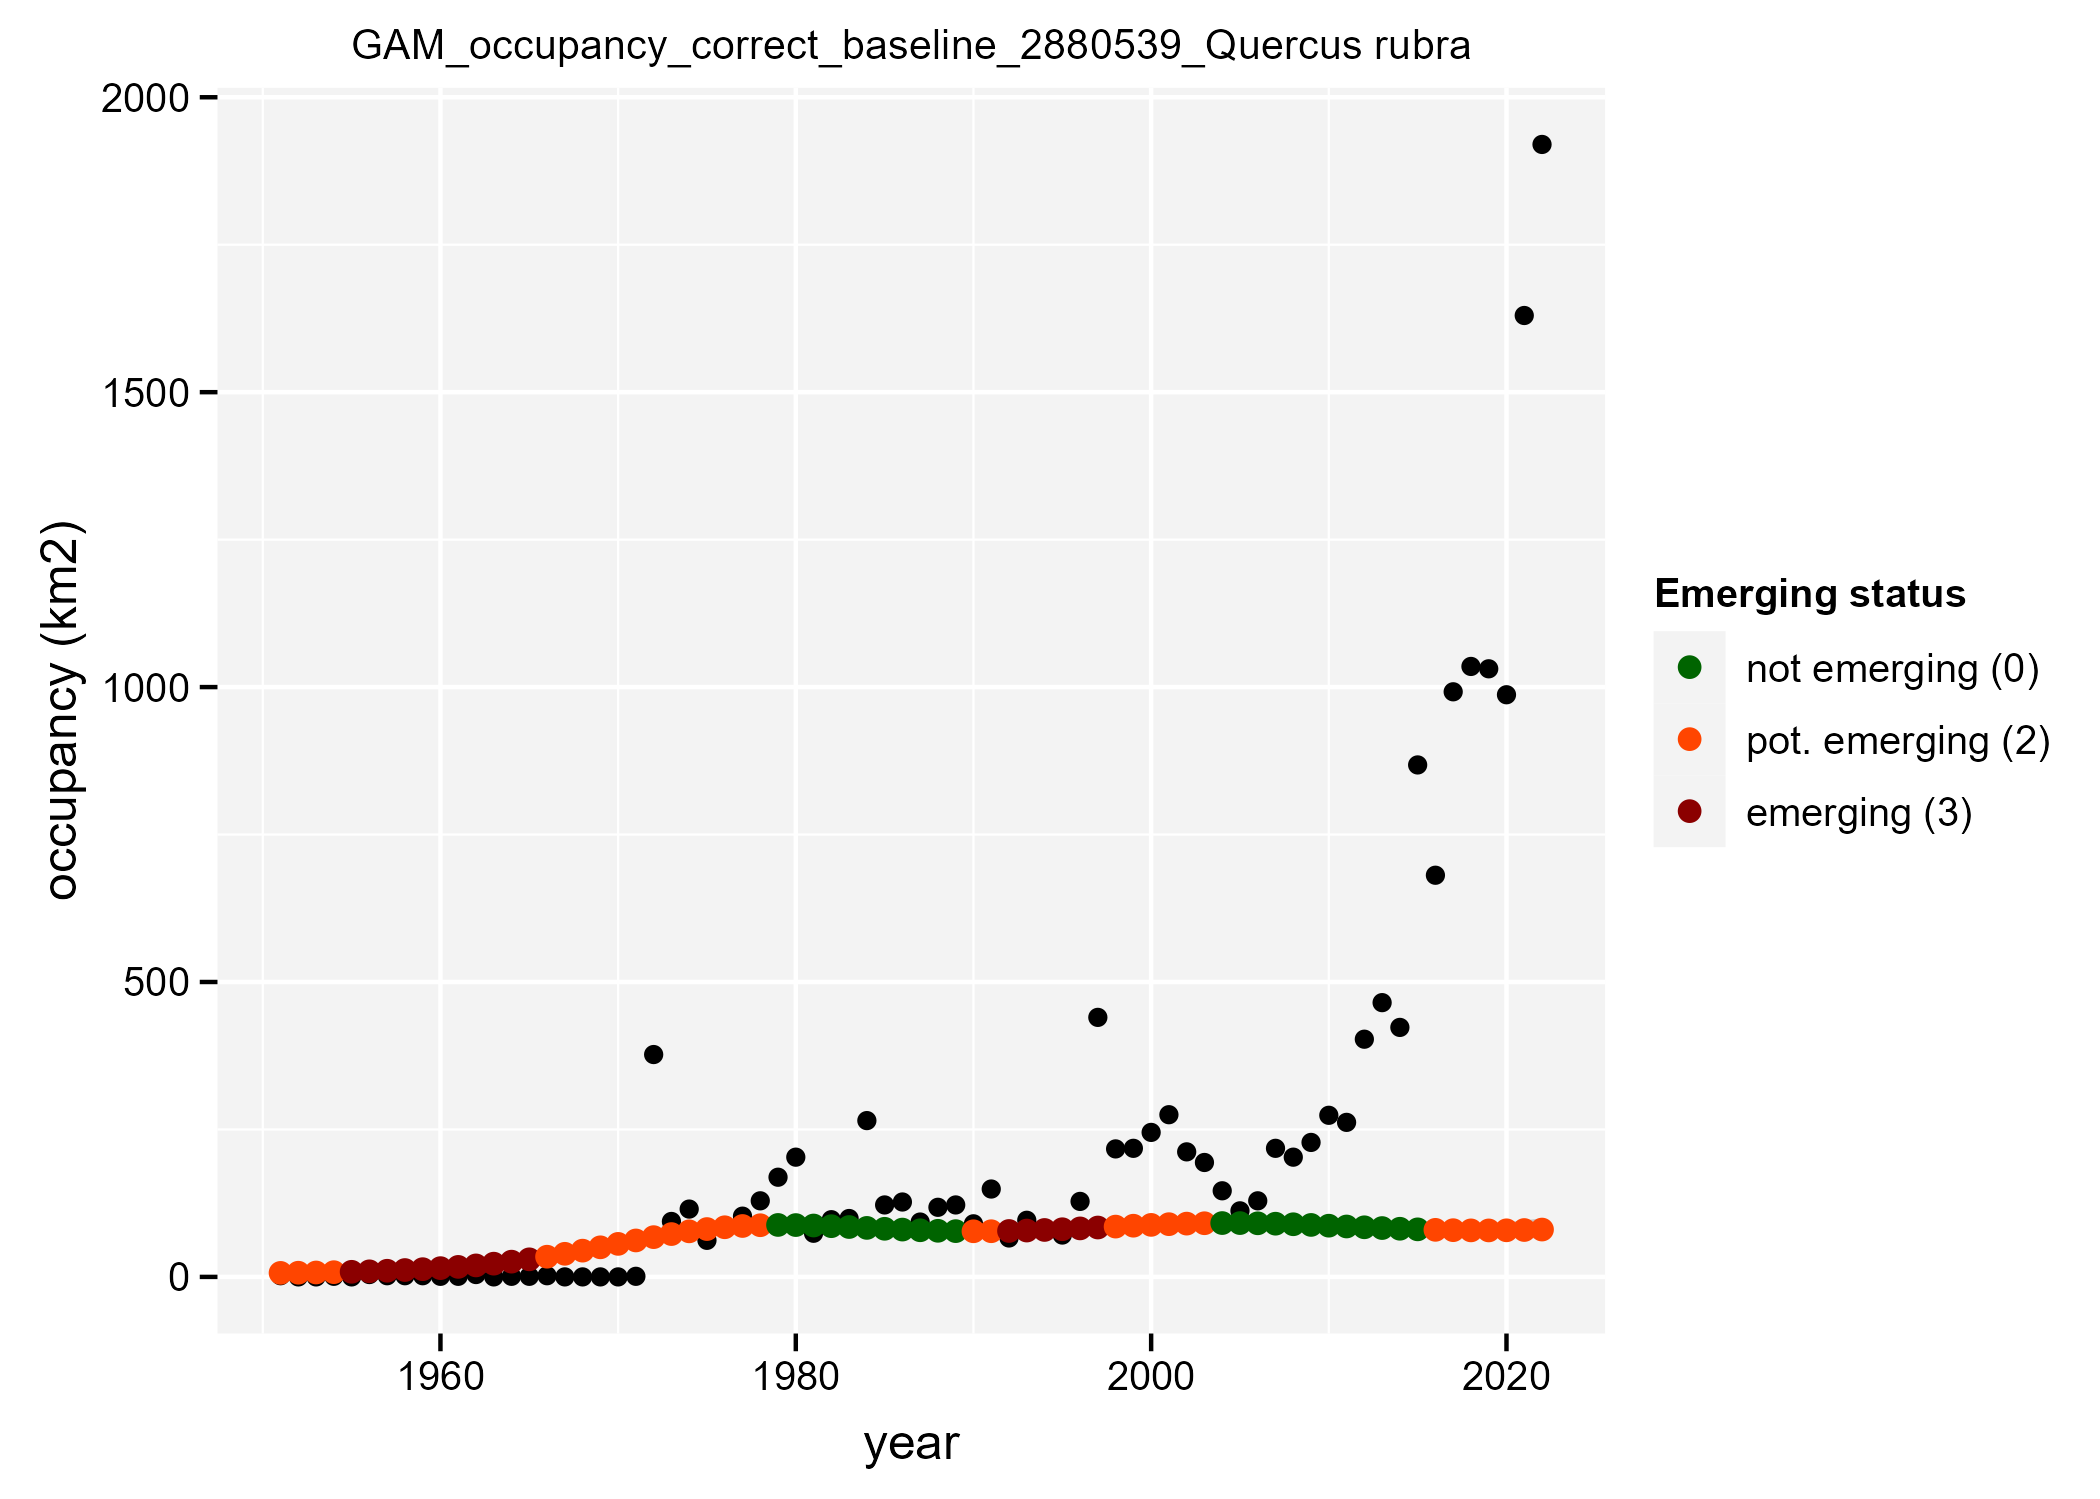 GAM_occupancy_correct_baseline_2880539_Quercus rubra
2000
1500
1000
500
0
occupancy (km2)
1960
1980
2000
2020
year
Emerging status
not emerging (0)
pot. emerging (2)
emerging (3)